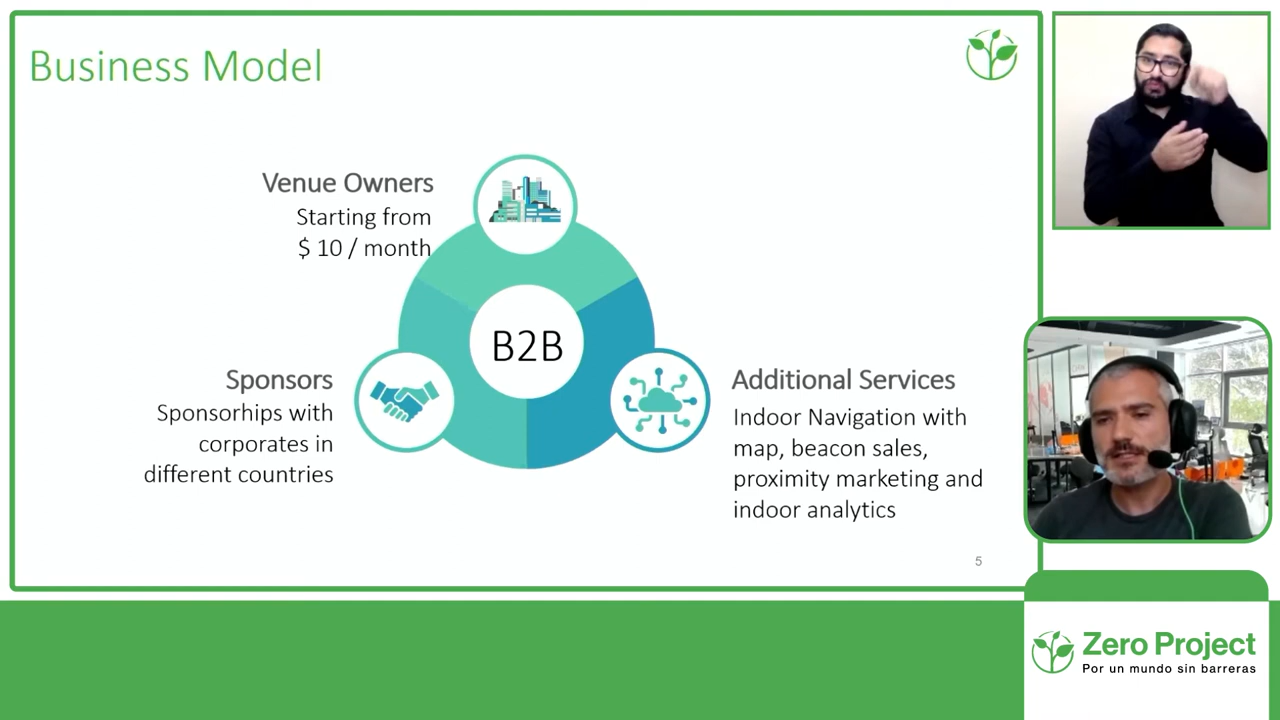 Business Model
Venue Owners
Starting from
$ 10 / month
B2B
Sponsors
Sponsorhips with
corporates in
different countries
Additional Services
Indoor Navigation with
map, beacon sales,
proximity marketing and
indoor analytics
5
Zero Project
Por un mundo sin barreras